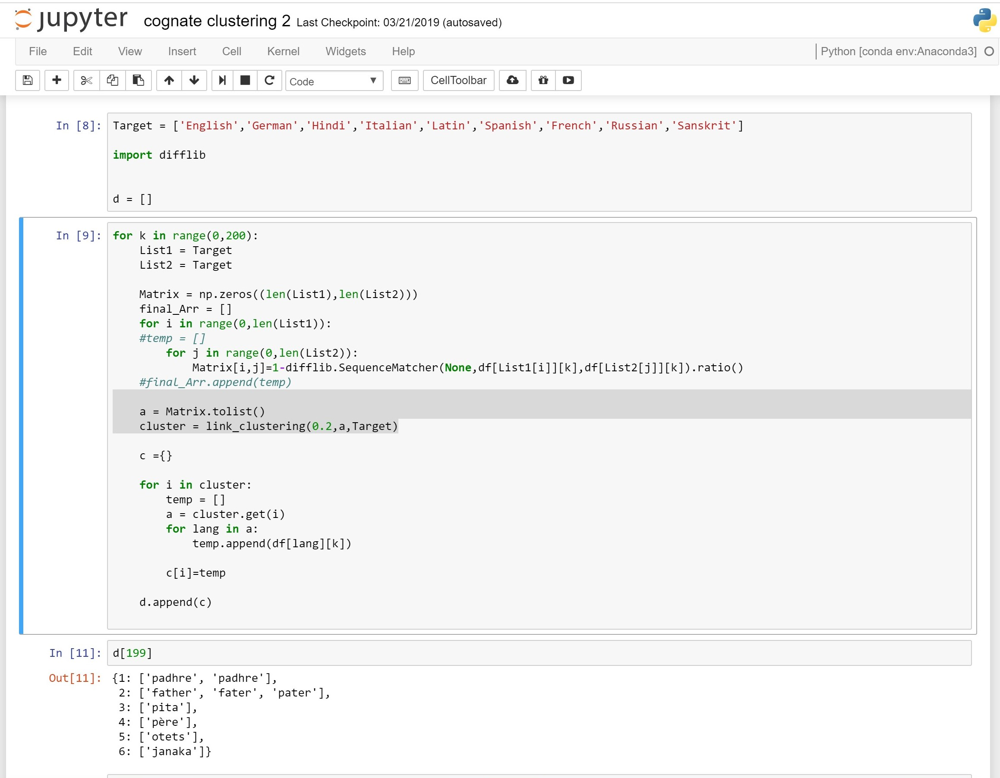 jupyter cognate clustering 2 Last Checkpoint: 03/21/2019 (autosaved)
File Edit View Insert Cell Kernel Widgets Help Python [conda env:Anaconda3]
Code CellToolbar
In [8]: Target = ['English','German','Hindi','Italian','Latin','Spanish','French','Russian','Sanskrit']
import difflib
d = []
In [9]: for k in range(0,200):
    List1 = Target
    List2 = Target
    Matrix = np.zeros((len(List1),len(List2)))
    final_Arr = []
    for i in range(0,len(List1)):
    #temp = []
        for j in range(0,len(List2)):
            Matrix[i,j]=1-difflib.SequenceMatcher(None,df[List1[i]][k],df[List2[j]][k]).ratio()
    #final_Arr.append(temp)
    a = Matrix.tolist()
    cluster = link_clustering(0.2,a,Target)
    c ={}
    for i in cluster:
        temp = []
        a = cluster.get(i)
        for lang in a:
            temp.append(df[lang][k])
        c[i]=temp
    d.append(c)
In [11]: d[199]
Out[11]: {1: ['padhre', 'padhre'],
 2: ['father', 'fater', 'pater'],
 3: ['pita'],
 4: ['père'],
 5: ['otets'],
 6: ['janaka']}